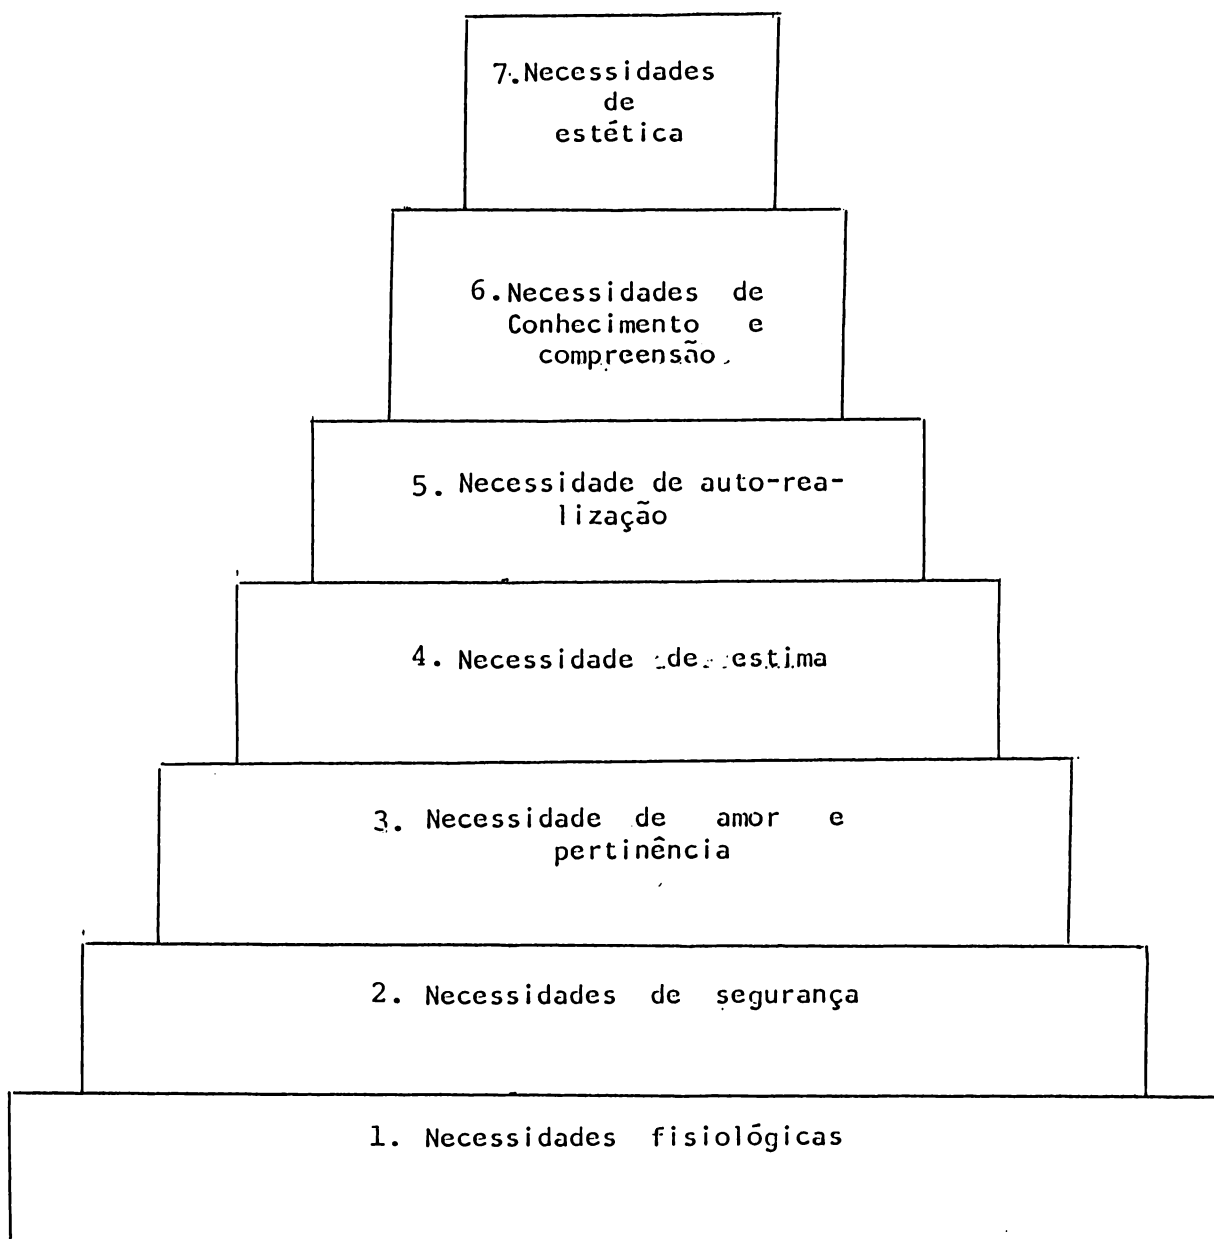 7.Necessidades
de
estética
6.Necessidades de
Conhecimento e
compreensão.
5. Necessidade de auto-rea-
lização
4. Necessidade de estima
3. Necessidade de amor e
pertinência
2. Necessidades de segurança
1. Necessidades fisiológicas